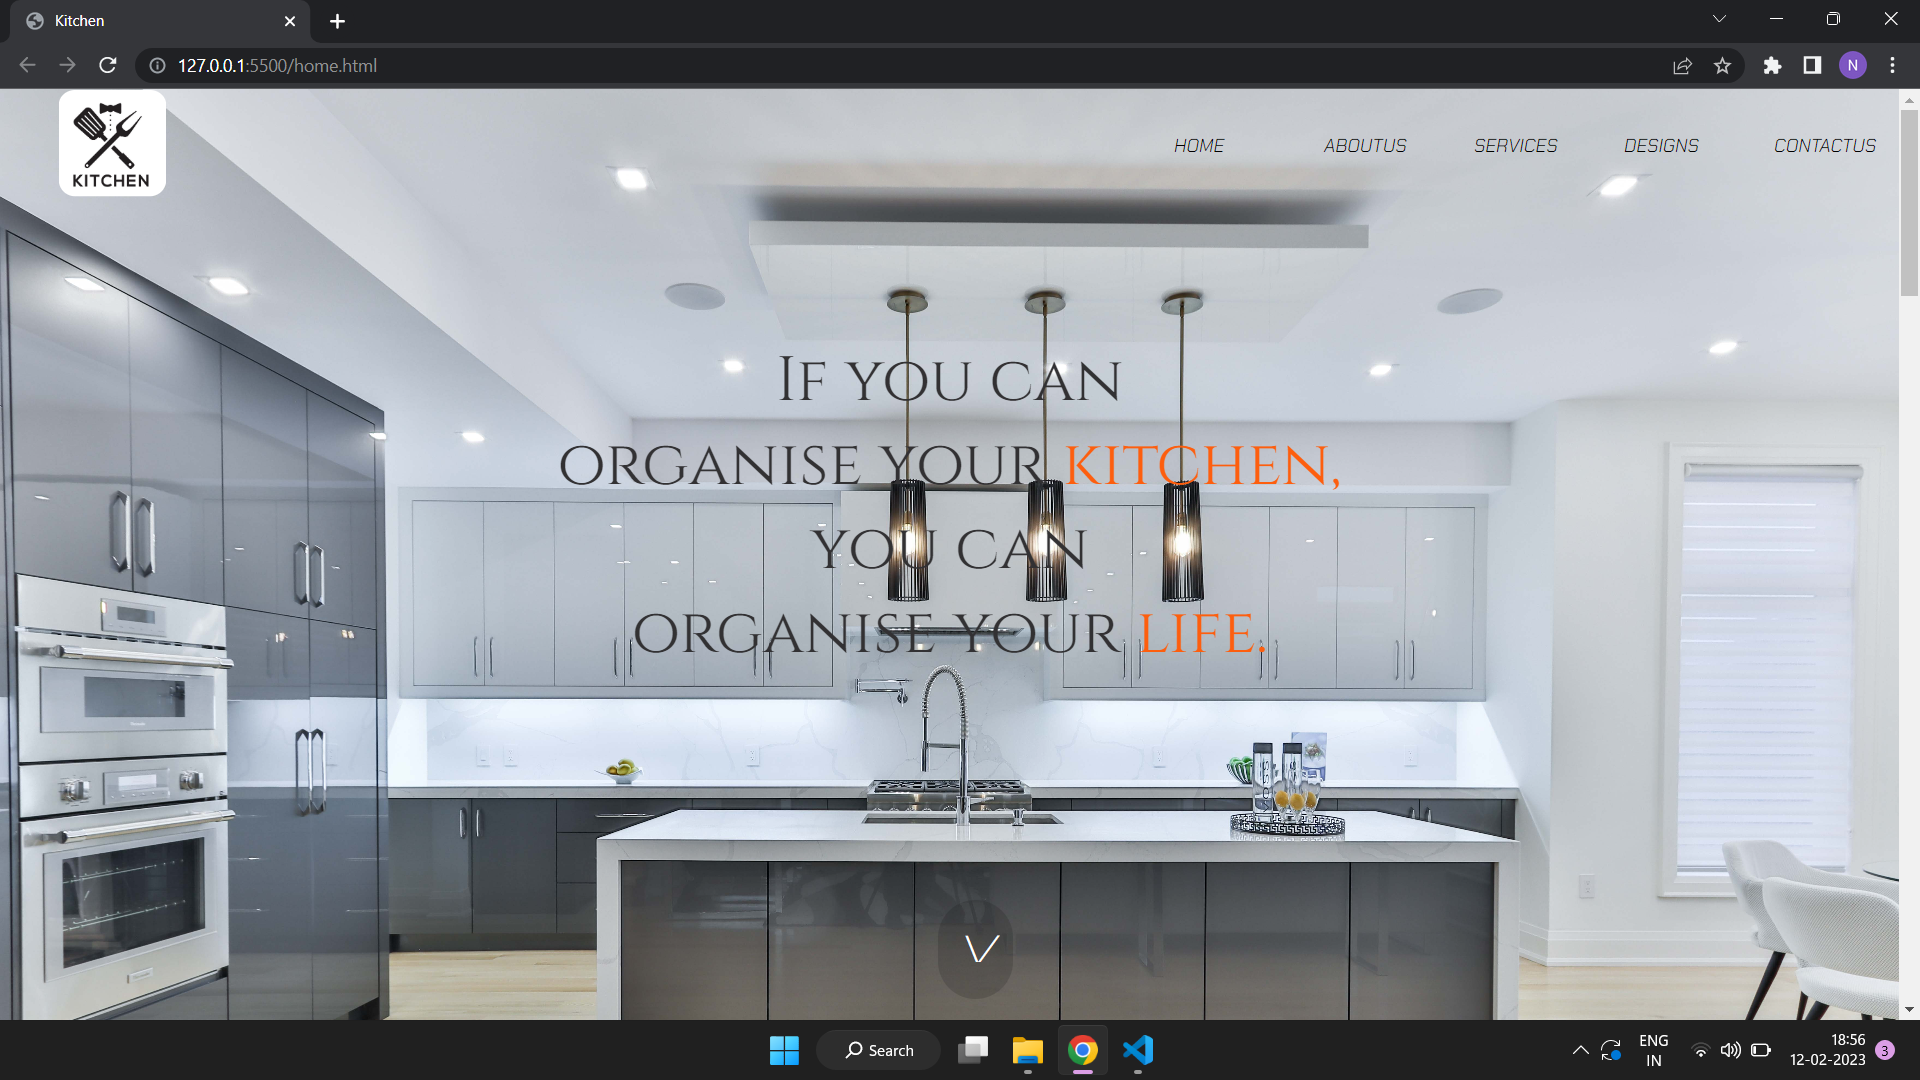 Kitchen
127.0.0.1:5500/home.html
N
KITCHEN
HOME ABOUTUS SERVICES DESIGNS CONTACTUS
If you can
organise your kitchen,
you can
organise your life.
V
Search
ENG
IN
18:56
12-02-2023
3